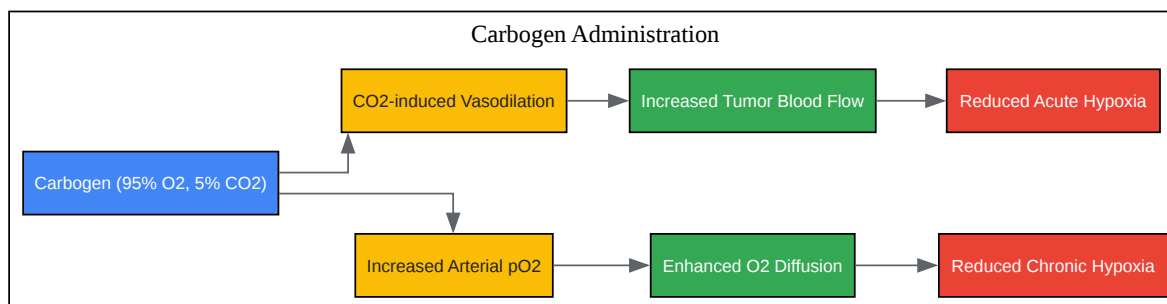 Carbogen Administration
CO2-induced Vasodilation
Increased Tumor Blood Flow
Reduced Acute Hypoxia
Carbogen (95% O2, 5% CO2)
Increased Arterial pO2
Enhanced O2 Diffusion
Reduced Chronic Hypoxia